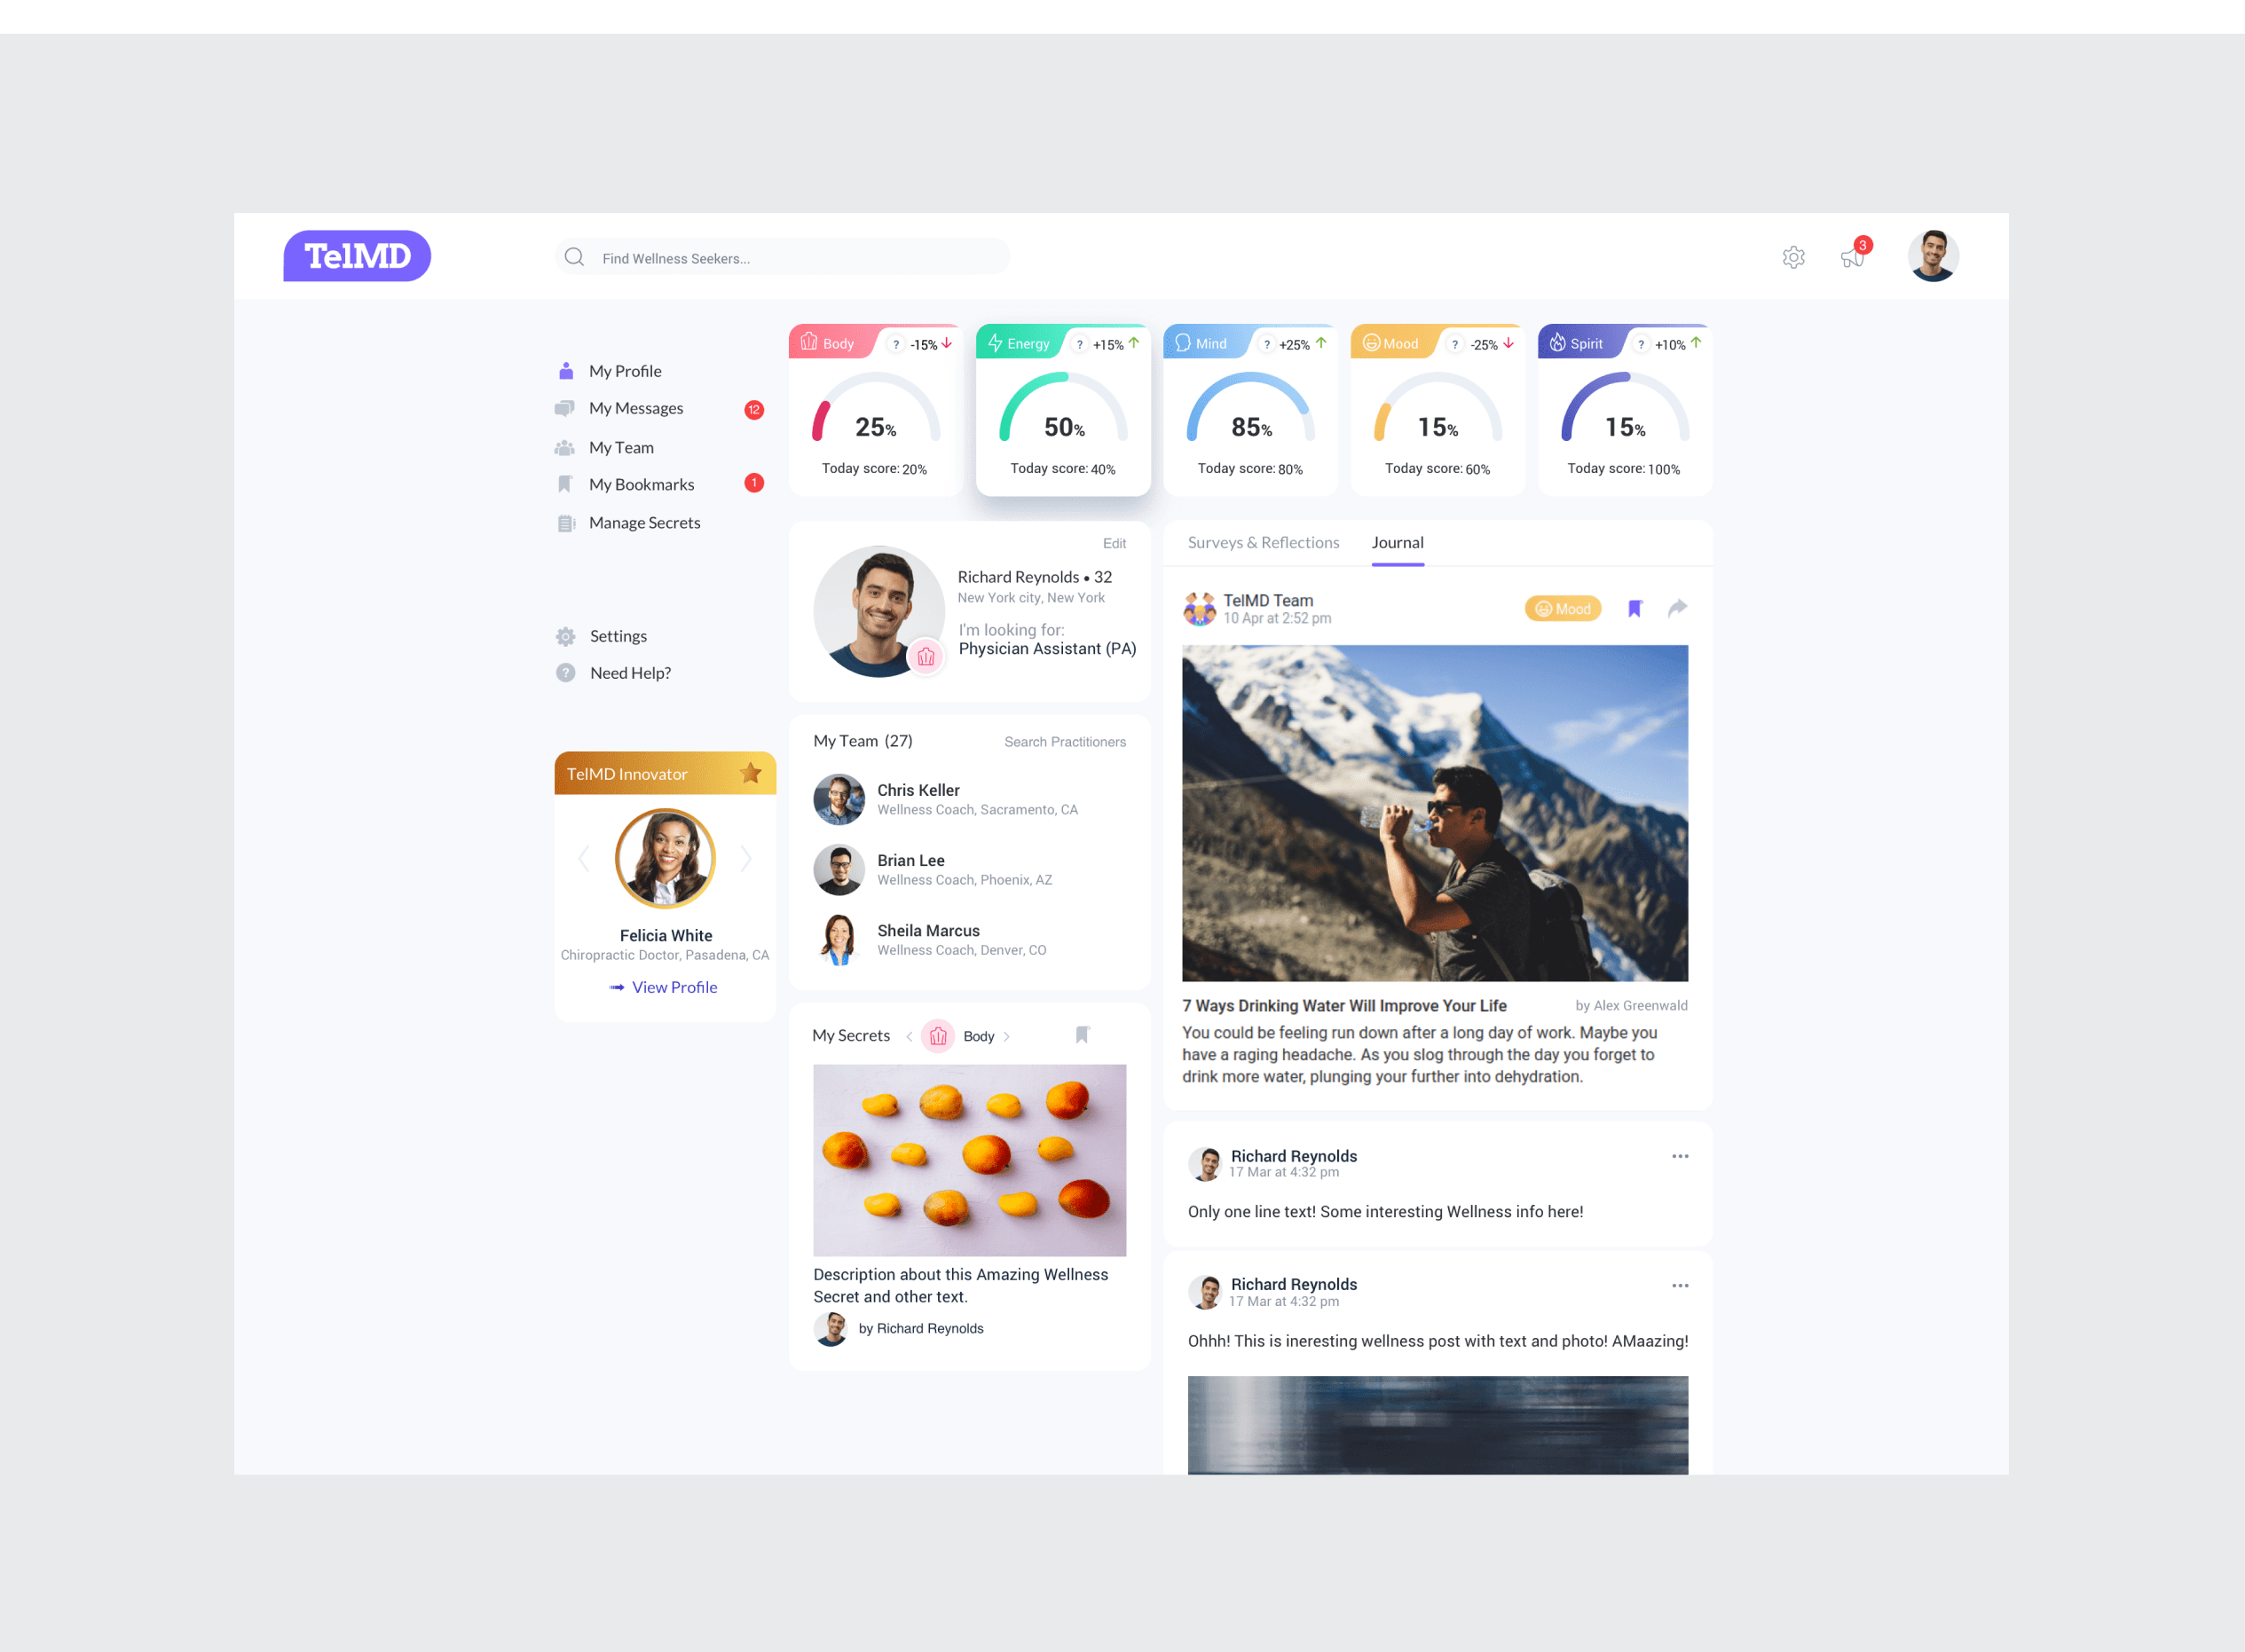 TelMD
Find Wellness Seekers...
3
My Profile
My Messages
12
My Team
My Bookmarks
1
Manage Secrets
Settings
Need Help?
TelMD Innovator
Felicia White
Chiropractic Doctor, Pasadena, CA
View Profile
Body ? -15%
25%
Today score: 20%
Energy ? +15%
50%
Today score: 40%
Mind ? +25%
85%
Today score: 80%
Mood ? -25%
15%
Today score: 60%
Spirit ? +10%
15%
Today score: 100%
Edit
Richard Reynolds • 32
New York city, New York
I'm looking for:
Physician Assistant (PA)
My Team (27)
Search Practitioners
Chris Keller
Wellness Coach, Sacramento, CA
Brian Lee
Wellness Coach, Phoenix, AZ
Sheila Marcus
Wellness Coach, Denver, CO
My Secrets
Body
Description about this Amazing Wellness
Secret and other text.
by Richard Reynolds
Surveys & Reflections
Journal
TelMD Team
10 Apr at 2:52 pm
Mood
7 Ways Drinking Water Will Improve Your Life
by Alex Greenwald
You could be feeling run down after a long day of work. Maybe you
have a raging headache. As you slog through the day you forget to
drink more water, plunging your further into dehydration.
Richard Reynolds
17 Mar at 4:32 pm
Only one line text! Some interesting Wellness info here!
Richard Reynolds
17 Mar at 4:32 pm
Ohhh! This is ineresting wellness post with text and photo! AMaazing!